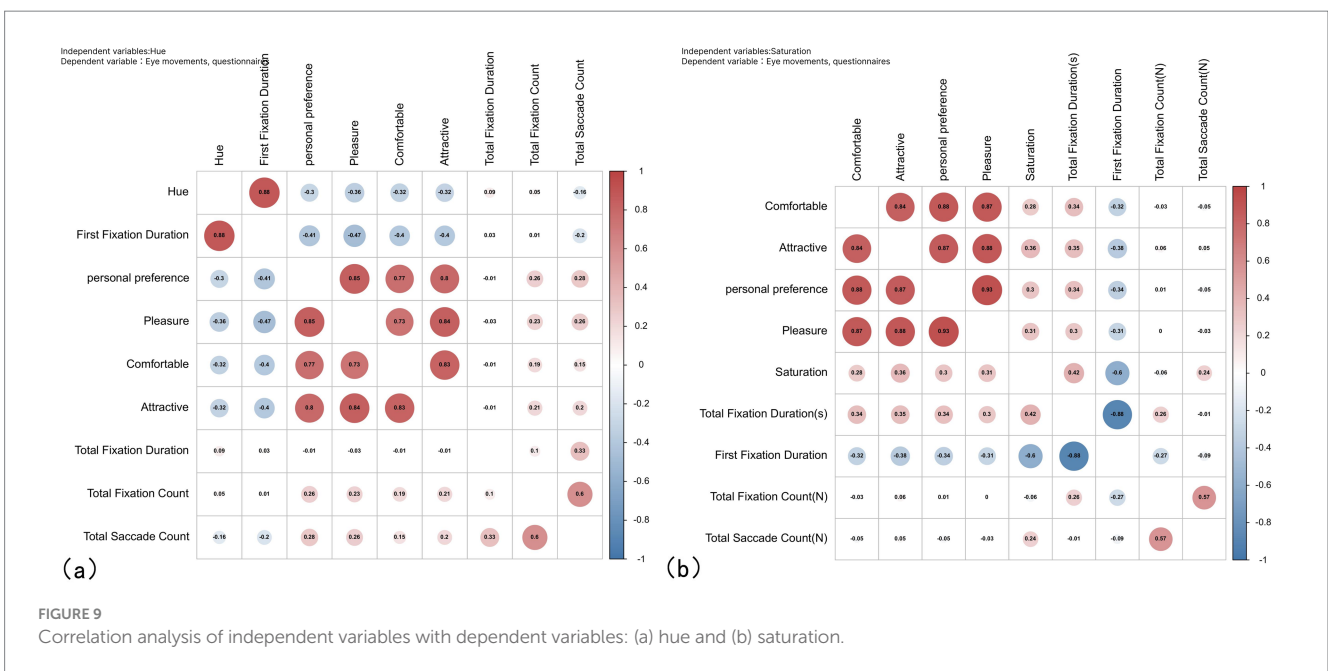 Independent variables:Hue
Dependent variable：Eye movements, questionnaires
Hue
First Fixation Duration
personal preference
Pleasure
Comfortable
Attractive
Total Fixation Duration
Total Fixation Count
Total Saccade Count
Hue 0.88 -0.3 -0.36 -0.32 -0.32 0.09 0.05 -0.16
First Fixation Duration 0.88 -0.41 -0.47 -0.4 -0.4 0.03 0.01 -0.2
personal preference -0.3 -0.41 0.85 0.77 0.8 -0.01 0.26 0.28
Pleasure -0.36 -0.47 0.85 0.73 0.84 -0.03 0.23 0.26
Comfortable -0.32 -0.4 0.77 0.73 0.83 -0.01 0.19 0.15
Attractive -0.32 -0.4 0.8 0.84 0.83 -0.01 0.21 0.2
Total Fixation Duration 0.09 0.03 -0.01 -0.03 -0.01 -0.01 0.1 0.33
Total Fixation Count 0.05 0.01 0.26 0.23 0.19 0.21 0.1 0.6
Total Saccade Count -0.16 -0.2 0.28 0.26 0.15 0.2 0.33 0.6
1
0.8
0.6
0.4
0.2
0
-0.2
-0.4
-0.6
-0.8
-1
(a)
Independent variables:Saturation
Dependent variable：Eye movements, questionnaires
Comfortable
Attractive
personal preference
Pleasure
Saturation
Total Fixation Duration(s)
First Fixation Duration
Total Fixation Count(N)
Total Saccade Count(N)
Comfortable 0.84 0.88 0.87 0.28 0.34 -0.32 -0.03 -0.05
Attractive 0.84 0.87 0.88 0.36 0.35 -0.38 0.06 0.05
personal preference 0.88 0.87 0.93 0.3 0.34 -0.34 0.01 -0.05
Pleasure 0.87 0.88 0.93 0.31 0.3 -0.31 0 -0.03
Saturation 0.28 0.36 0.3 0.31 0.42 -0.6 -0.06 0.24
Total Fixation Duration(s) 0.34 0.35 0.34 0.3 0.42 -0.88 0.26 -0.01
First Fixation Duration -0.32 -0.38 -0.34 -0.31 -0.6 -0.88 -0.27 -0.09
Total Fixation Count(N) -0.03 0.06 0.01 0 -0.06 0.26 -0.27 0.57
Total Saccade Count(N) -0.05 0.05 -0.05 -0.03 0.24 -0.01 -0.09 0.57
1
0.8
0.6
0.4
0.2
0
-0.2
-0.4
-0.6
-0.8
-1
(b)
FIGURE 9
Correlation analysis of independent variables with dependent variables: (a) hue and (b) saturation.